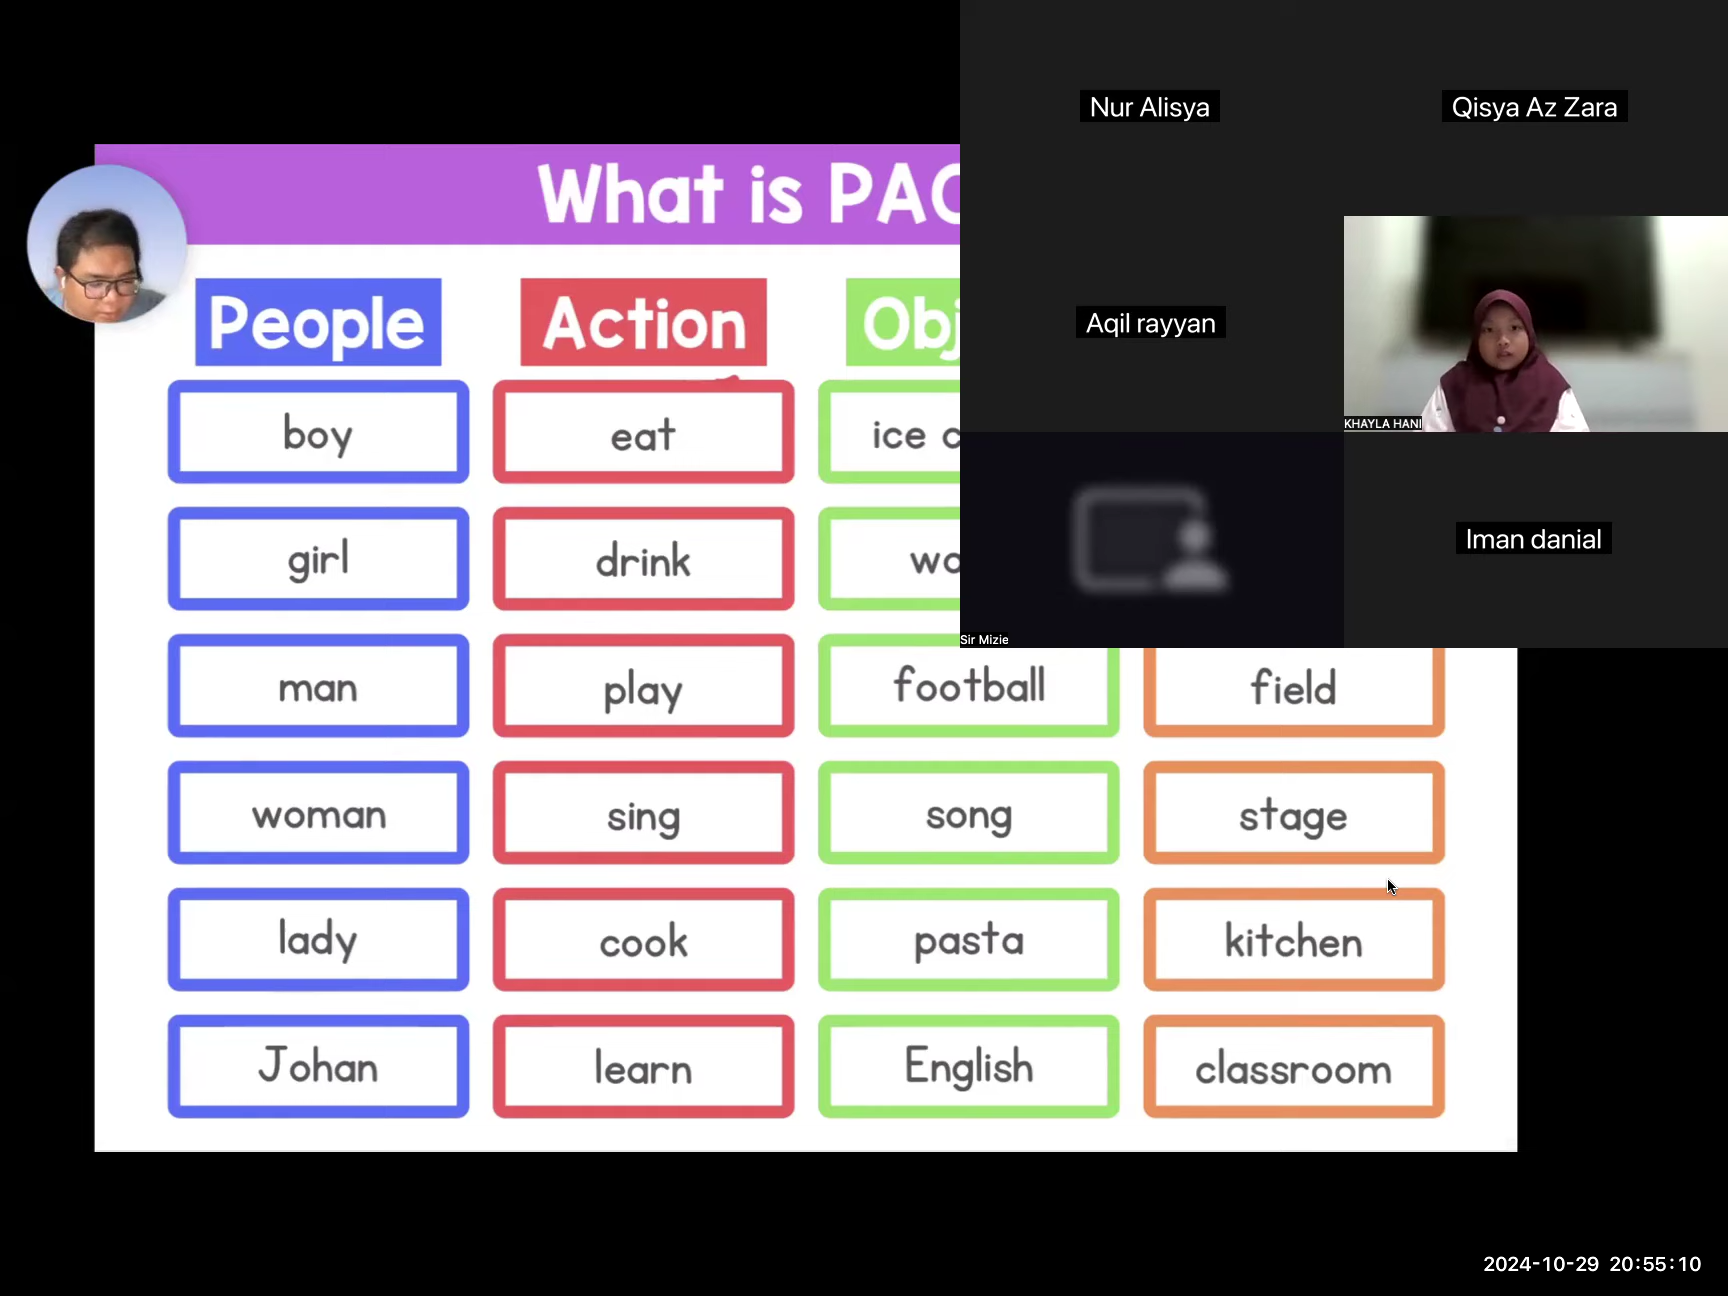 What is PAC
People
Action
Obj
boy
eat
ice c
girl
drink
wa
man
play
football
field
woman
sing
song
stage
lady
cook
pasta
kitchen
Johan
learn
English
classroom
Nur Alisya
Qisya Az Zara
Aqil rayyan
KHAYLA HANI
Sir Mizie
Iman danial
2024-10-29 20:55:10